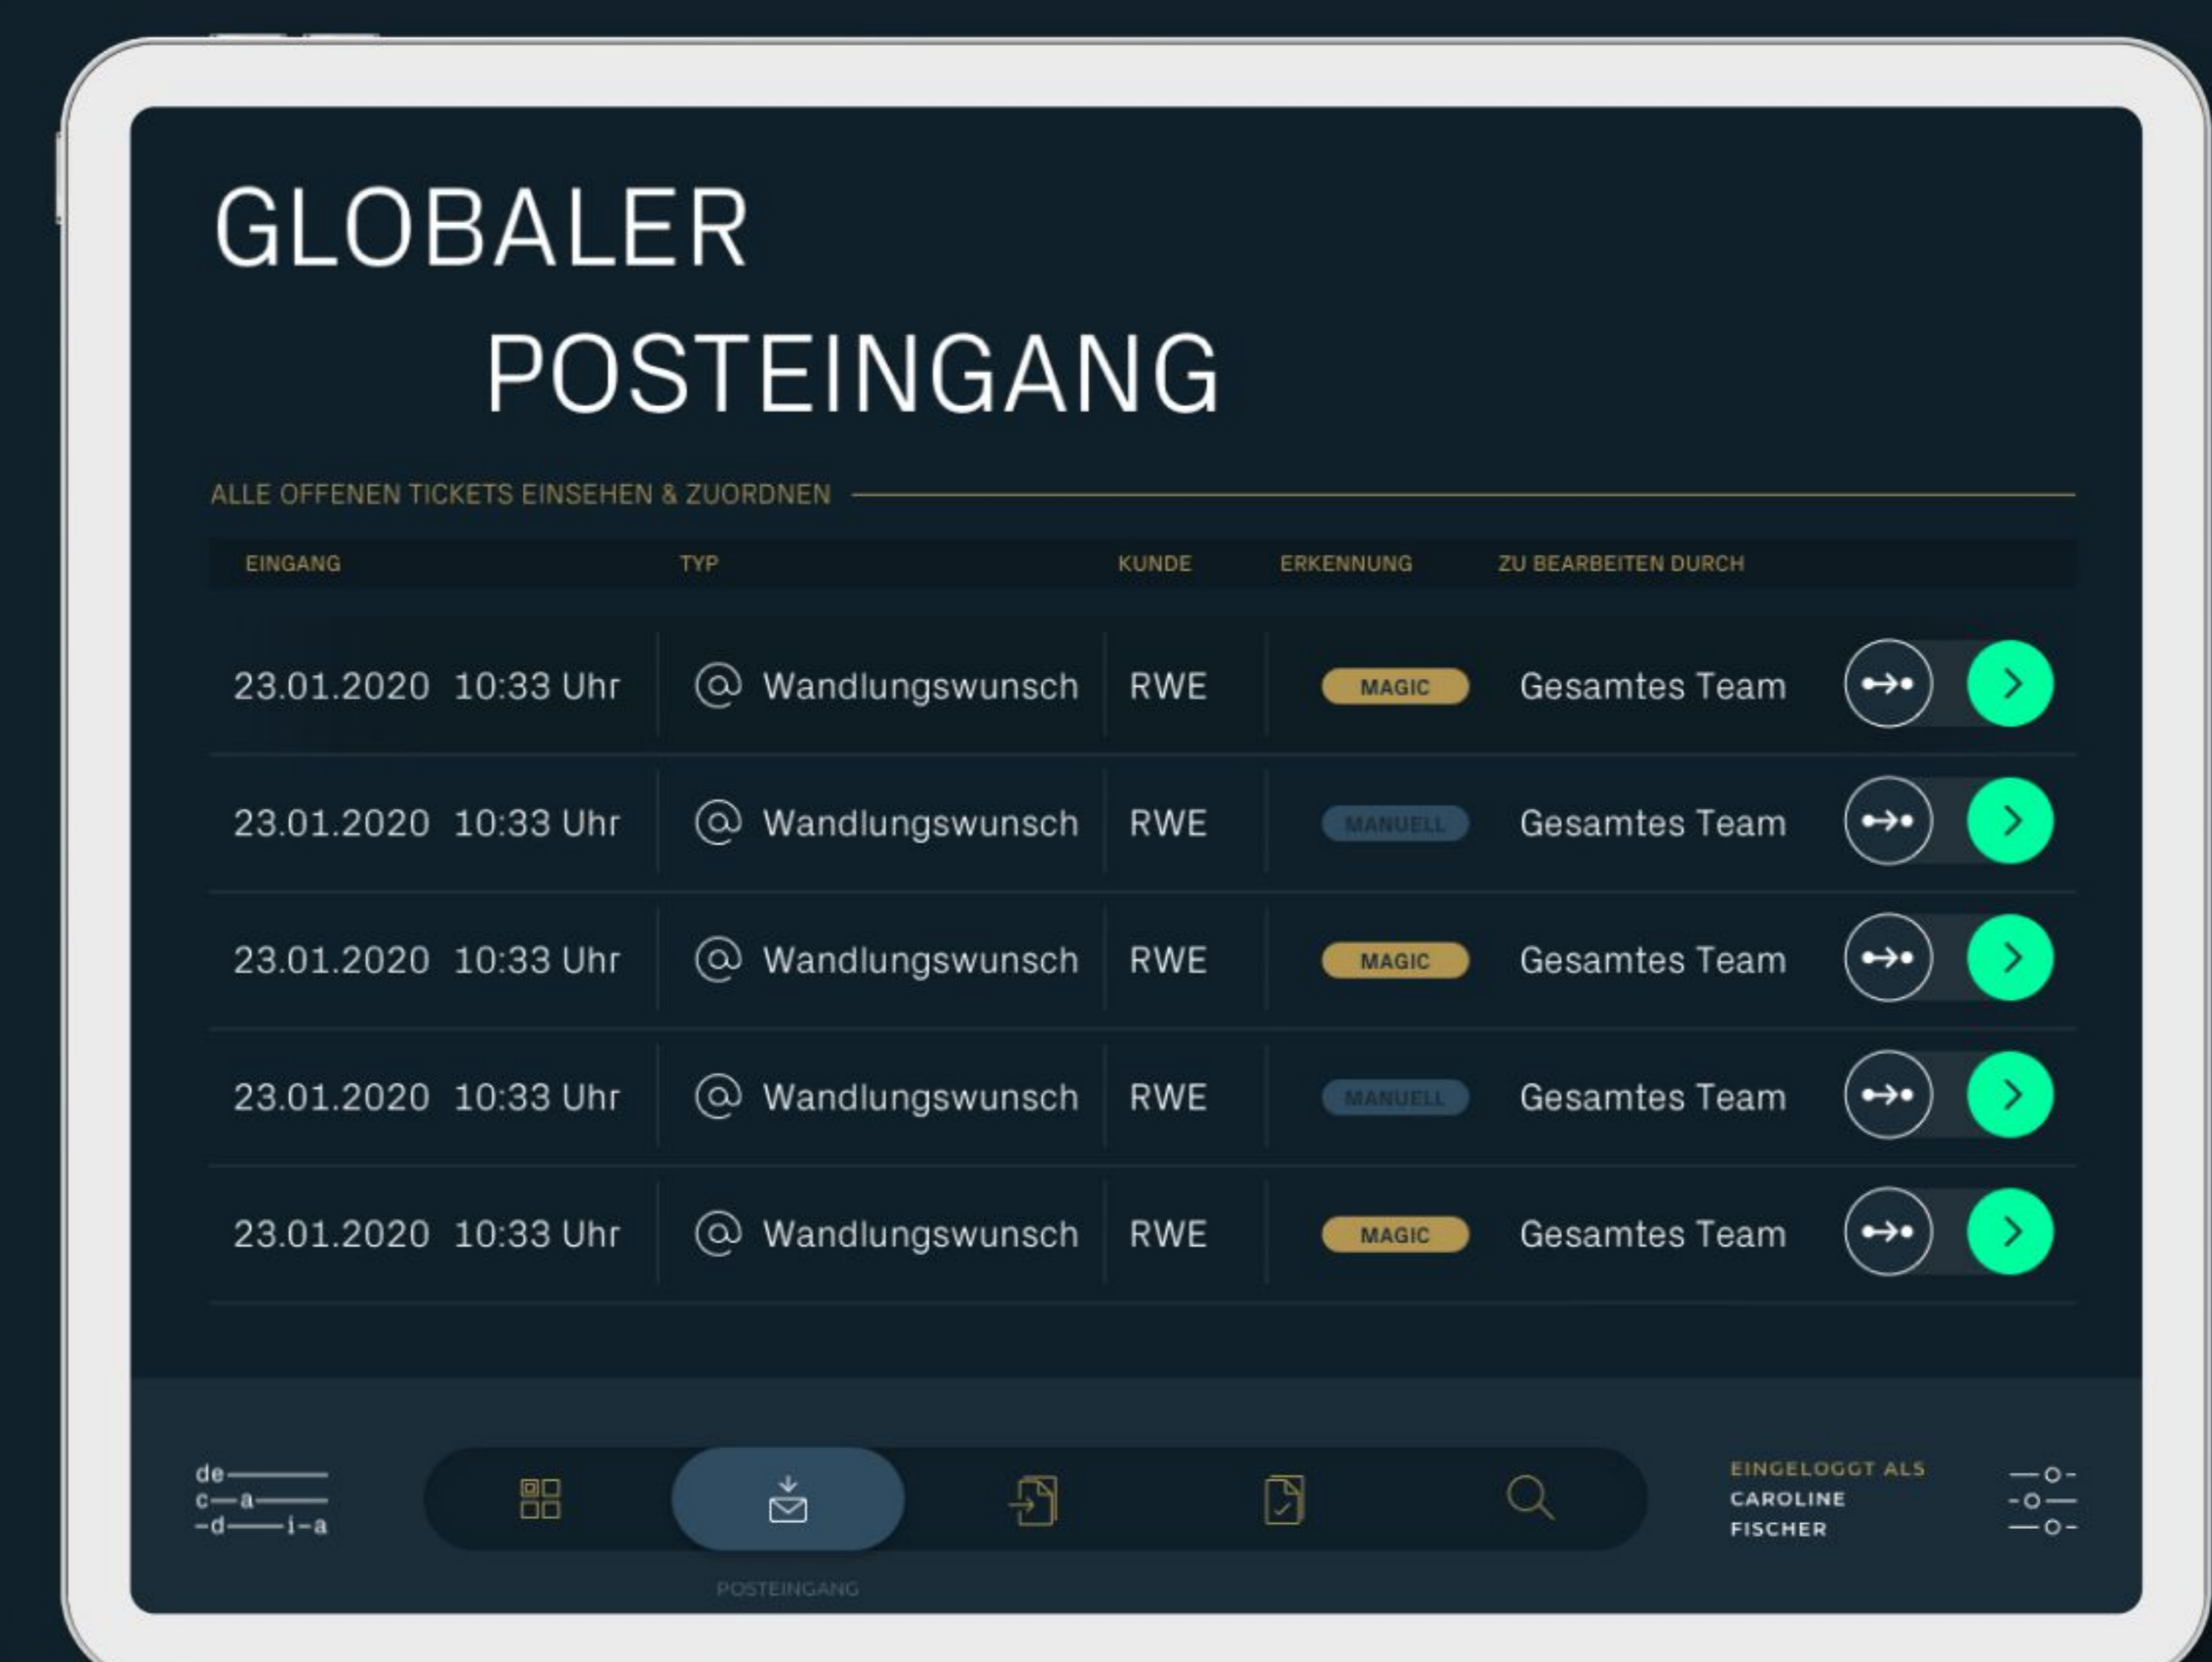 GLOBALER
POSTEINGANG
ALLE OFFENEN TICKETS EINSEHEN & ZUORDNEN
EINGANG TYP KUNDE ERKENNUNG ZU BEARBEITEN DURCH
23.01.2020 10:33 Uhr @ Wandlungswunsch RWE MAGIC Gesamtes Team
23.01.2020 10:33 Uhr @ Wandlungswunsch RWE MANUELL Gesamtes Team
23.01.2020 10:33 Uhr @ Wandlungswunsch RWE MAGIC Gesamtes Team
23.01.2020 10:33 Uhr @ Wandlungswunsch RWE MANUELL Gesamtes Team
23.01.2020 10:33 Uhr @ Wandlungswunsch RWE MAGIC Gesamtes Team
de
c—a
-d—i-a
EINGELOGGT ALS
CAROLINE
FISCHER
POSTEINGANG